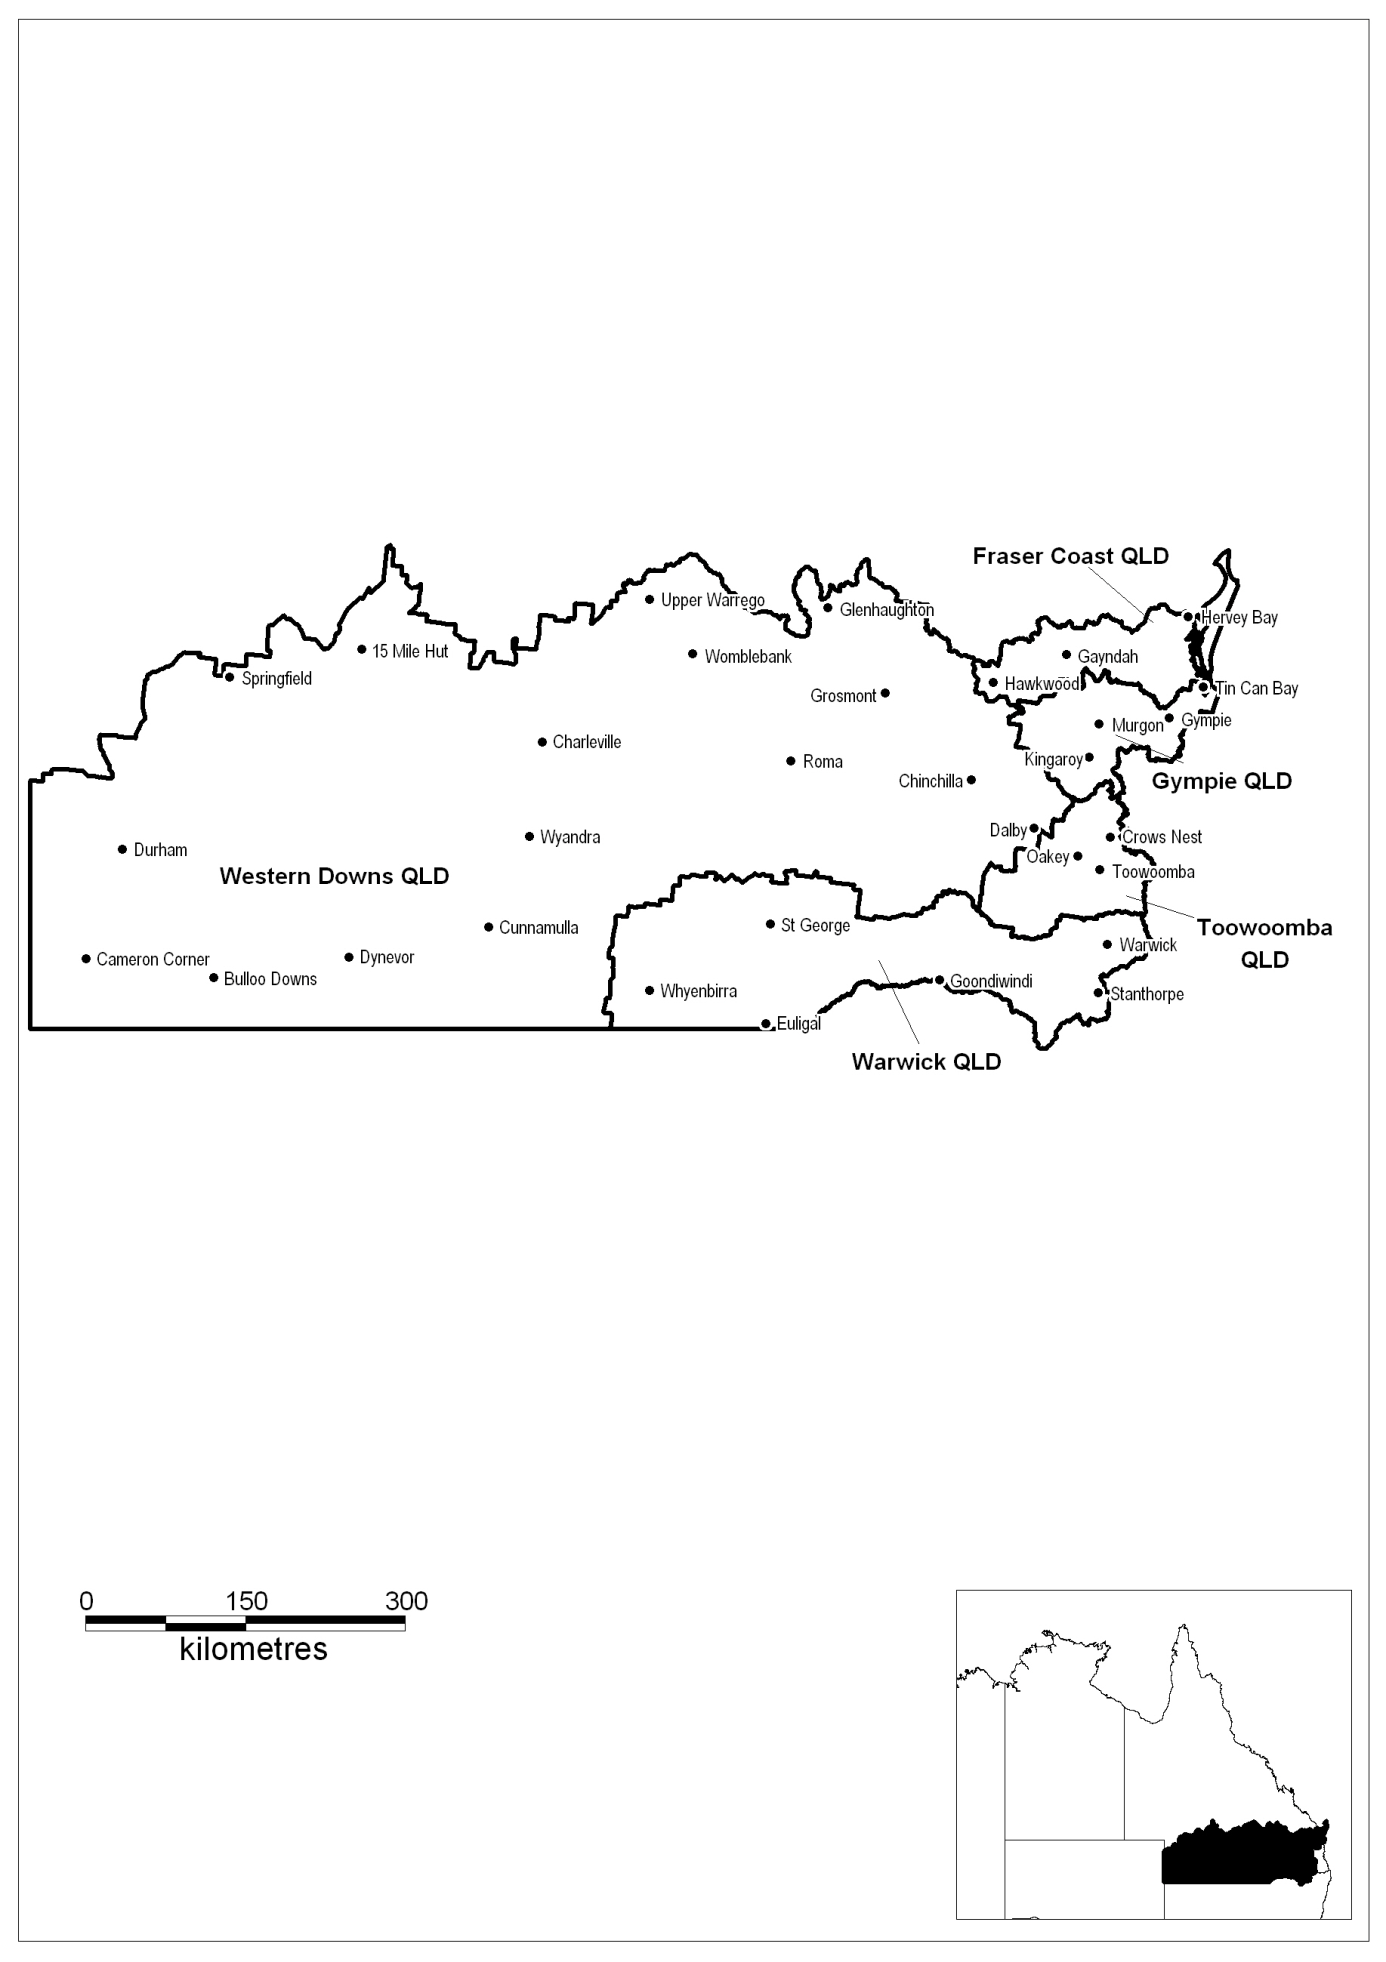 Fraser Coast QLD
Upper Warrego
Glenhaughton
Hervey Bay
15 Mile Hut
Womblebank
Gayndah
Springfield
Hawkwood
Tin Can Bay
Grosmont
Murgon
Gympie
Charleville
Roma
Kingaroy
Chinchilla
Gympie QLD
Dalby
Wyandra
Crows Nest
Durham
Oakey
Western Downs QLD
Toowoomba
Cunnamulla
St George
Toowoomba
QLD
Warwick
Cameron Corner
Dynevor
Bulloo Downs
Goondiwindi
Whyenbirra
Stanthorpe
Euligal
Warwick QLD
0 150 300
kilometres